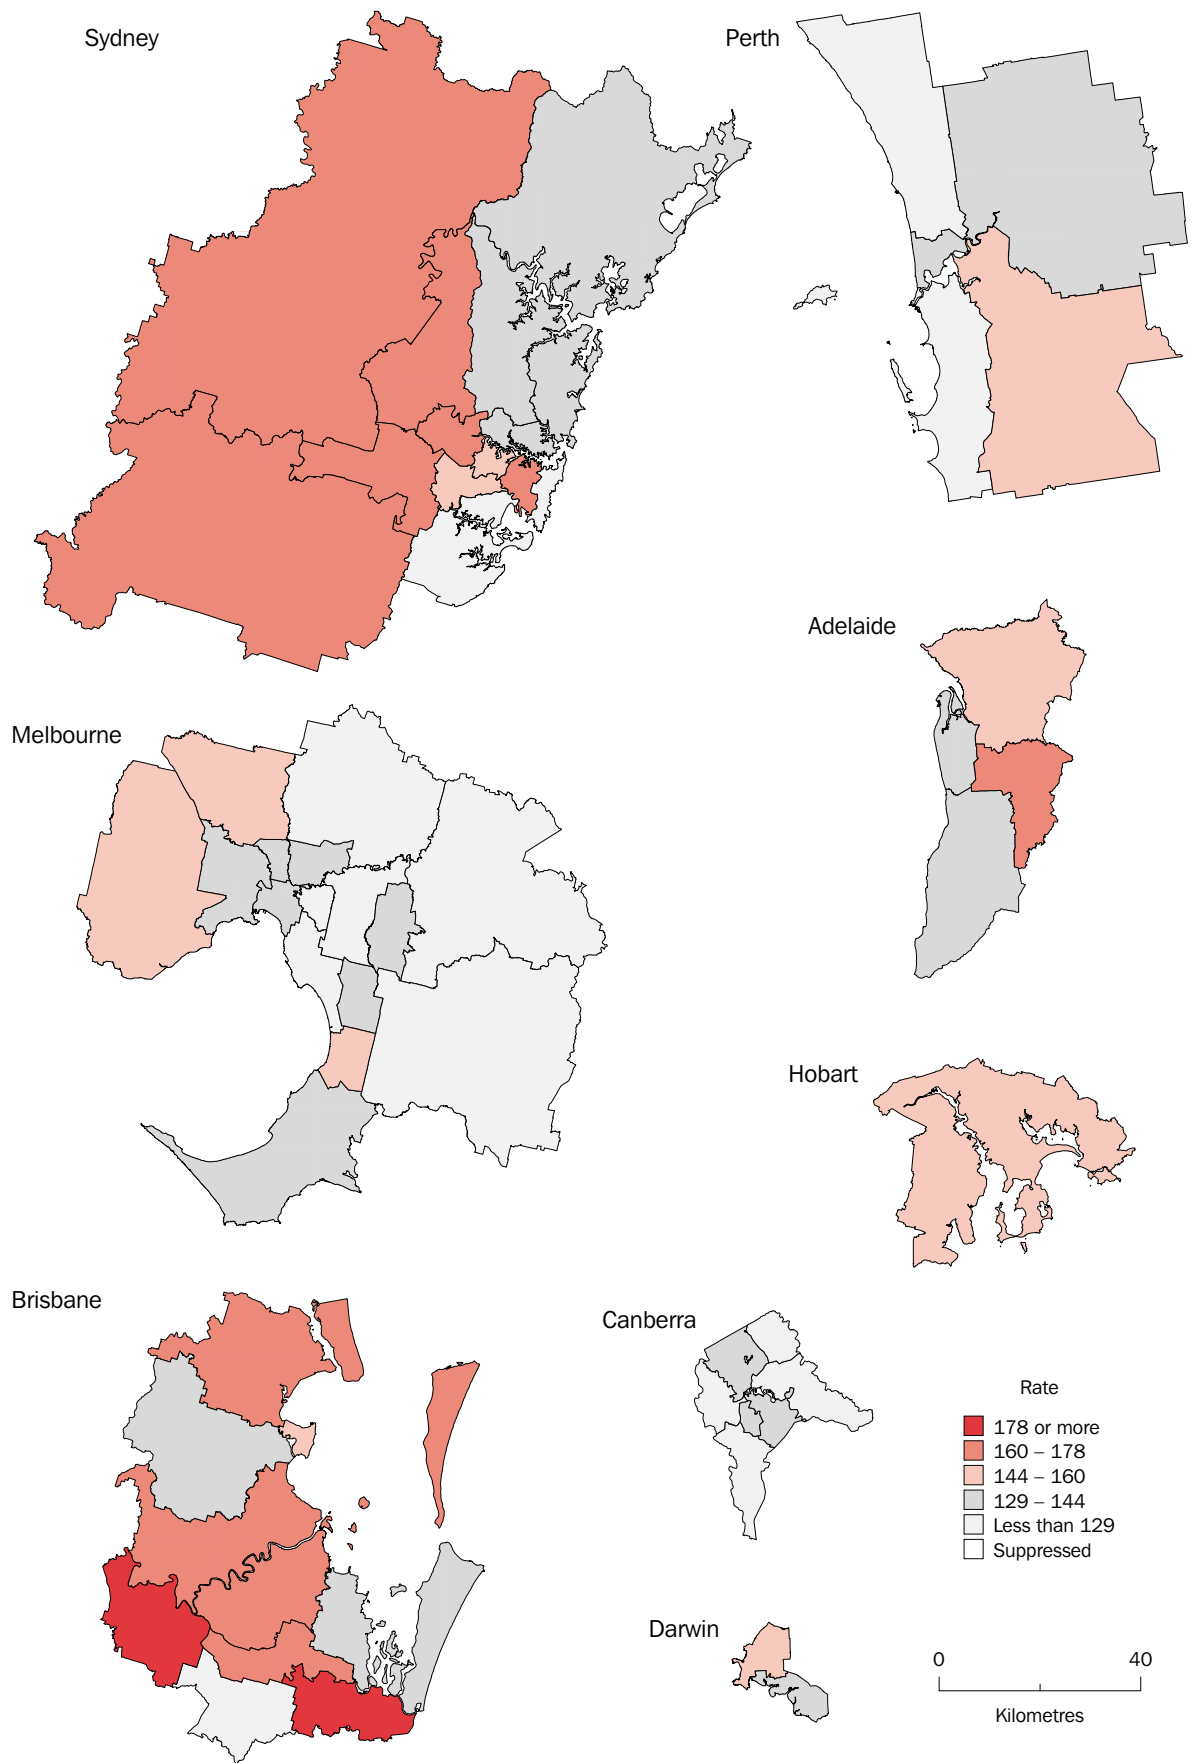 Sydney
Perth
Adelaide
Melbourne
Hobart
Brisbane
Canberra
Rate
178 or more
160 – 178
144 – 160
129 – 144
Less than 129
Suppressed
Darwin
0 40
Kilometres